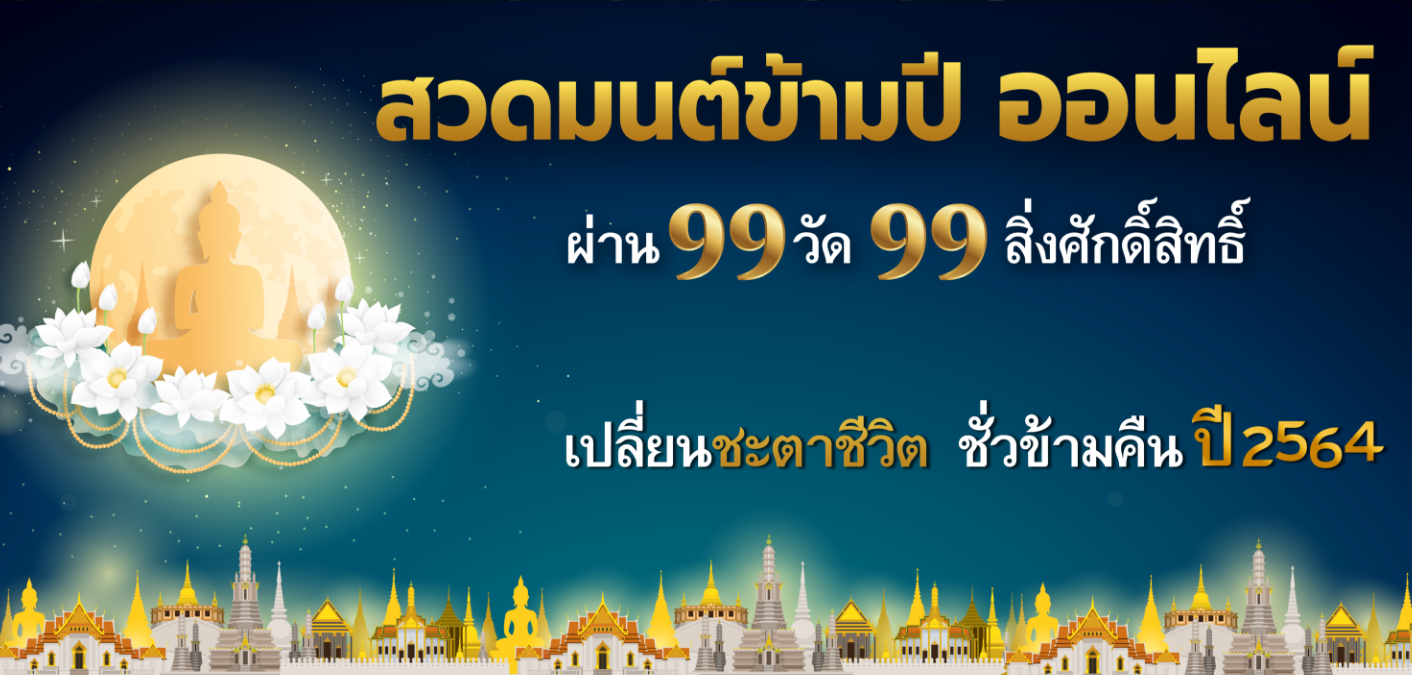 สวดมนต์ข้ามปี ออนไลน์
ผ่าน 99 วัด 99 สิ่งศักดิ์สิทธิ์
เปลี่ยนชะตาชีวิต ชั่วข้ามคืน ปี 2564